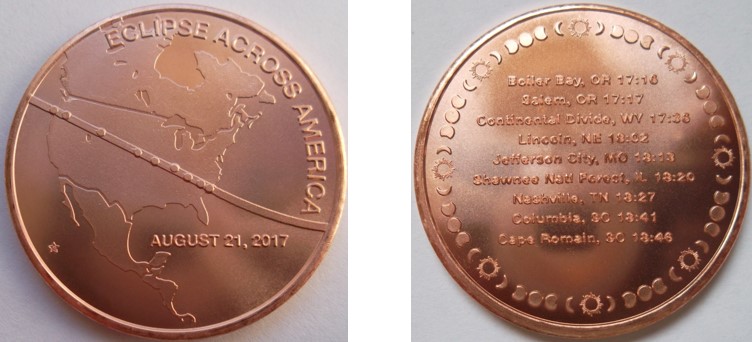 ECLIPSE ACROSS AMERICA
AUGUST 21, 2017
Boiler Bay, OR 17:16
Salem, OR 17:17
Continental Divide, WY 17:36
Lincoln, NE 18:02
Jefferson City, MO 18:13
Shawnee Natl Forest, IL 18:20
Nashville, TN 18:27
Columbia, SC 18:41
Cape Romain, SC 18:46